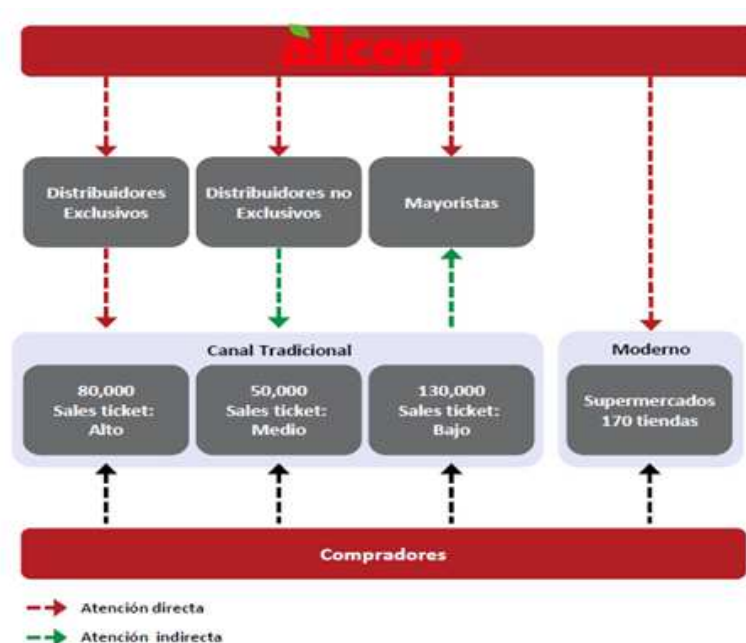 alicorp
Distribuidores
Exclusivos
Distribuidores no
Exclusivos
Mayoristas
Canal Tradicional
Moderno
80,000
Sales ticket:
Alto
50,000
Sales ticket:
Medio
130,000
Sales ticket:
Bajo
Supermercados
170 tiendas
Compradores
Atención directa
Atención indirecta